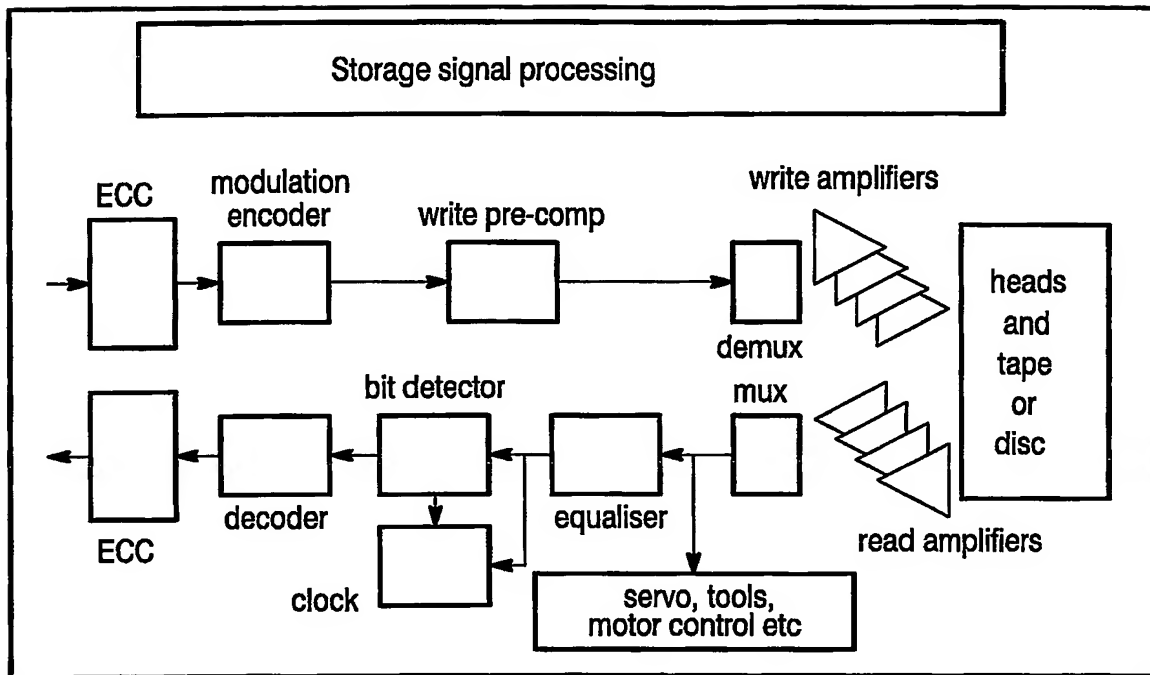 Storage signal processing
ECC
modulation
encoder
write pre-comp
write amplifiers
demux
heads
and
tape
or
disc
bit detector
mux
decoder
equaliser
ECC
read amplifiers
clock
servo, tools,
motor control etc